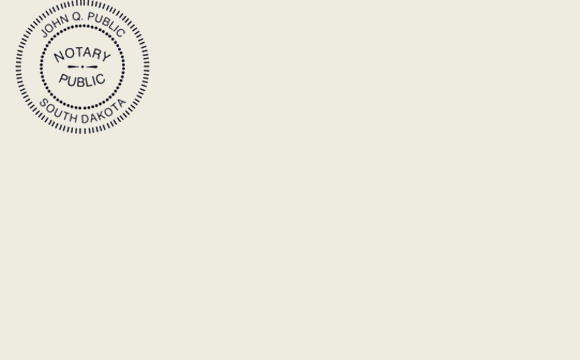 JOHN Q. PUBLIC
NOTARY
PUBLIC
SOUTH DAKOTA